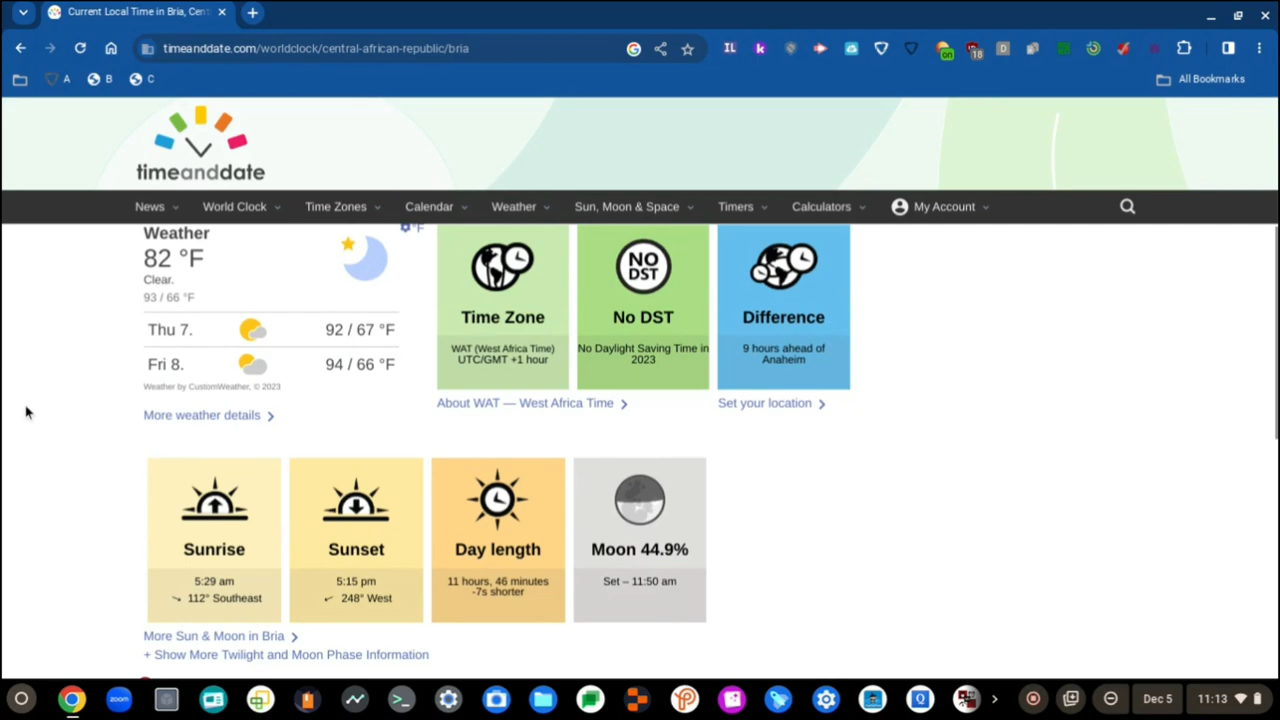 Current Local Time in Bria, Cent
timeanddate.com/worldclock/central-african-republic/bria
IL
k
on
18
D
A
B
C
All Bookmarks
timeanddate
News
World Clock
Time Zones
Calendar
Weather
Sun, Moon & Space
Timers
Calculators
My Account
Weather
°F
82 °F
Clear.
93 / 66 °F
Thu 7.
92 / 67 °F
Fri 8.
94 / 66 °F
Weather by CustomWeather, © 2023
More weather details
Time Zone
WAT (West Africa Time)
UTC/GMT +1 hour
NO
DST
No DST
No Daylight Saving Time in
2023
Difference
9 hours ahead of
Anaheim
About WAT — West Africa Time
Set your location
Sunrise
5:29 am
112° Southeast
Sunset
5:15 pm
248° West
Day length
11 hours, 46 minutes
-7s shorter
Moon 44.9%
Set – 11:50 am
More Sun & Moon in Bria
+ Show More Twilight and Moon Phase Information
zoom
Q
Dec 5
11:13